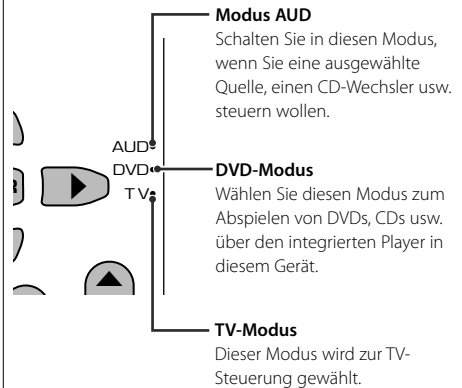 Modus AUD
Schalten Sie in diesen Modus,
wenn Sie eine ausgewählte
Quelle, einen CD-Wechsler usw.
steuern wollen.
AUD
DVD
TV
DVD-Modus
Wählen Sie diesen Modus zum
Abspielen von DVDs, CDs usw.
über den integrierten Player in
diesem Gerät.
TV-Modus
Dieser Modus wird zur TV-
Steuerung gewählt.